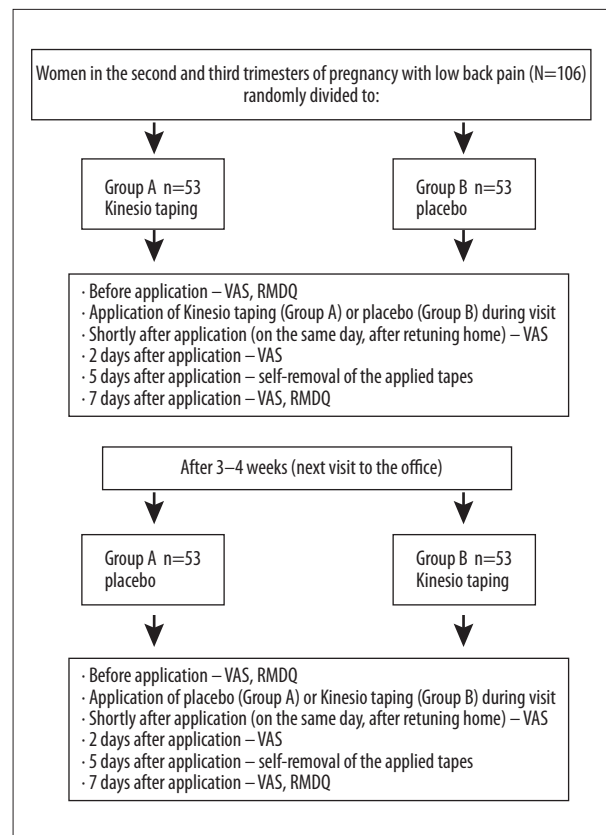 Women in the second and third trimesters of pregnancy with low back pain (N=106)
randomly divided to:
Group A n=53
Kinesio taping
Group B n=53
placebo
· Before application – VAS, RMDQ
· Application of Kinesio taping (Group A) or placebo (Group B) during visit
· Shortly after application (on the same day, after retuning home) – VAS
· 2 days after application – VAS
· 5 days after application – self-removal of the applied tapes
· 7 days after application – VAS, RMDQ
After 3–4 weeks (next visit to the office)
Group A n=53
placebo
Group B n=53
Kinesio taping
· Before application – VAS, RMDQ
· Application of placebo (Group A) or Kinesio taping (Group B) during visit
· Shortly after application (on the same day, after retuning home) – VAS
· 2 days after application – VAS
· 5 days after application – self-removal of the applied tapes
· 7 days after application – VAS, RMDQ